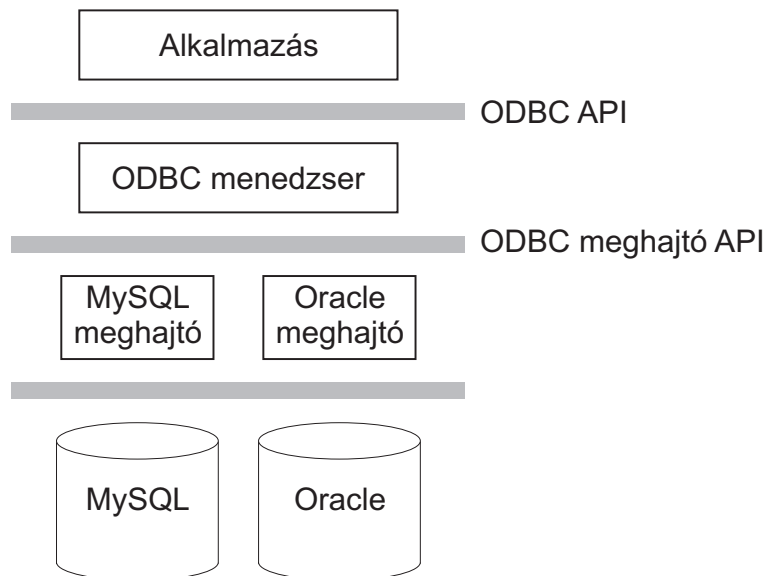 Alkalmazás
ODBC API
ODBC menedzser
ODBC meghajtó API
MySQL
meghajtó
Oracle
meghajtó
MySQL
Oracle